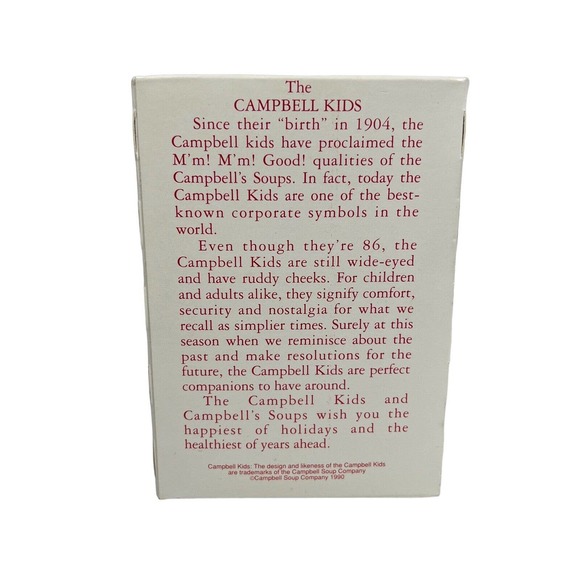 The
CAMPBELL KIDS
Since their “birth” in 1904, the
Campbell kids have proclaimed the
M'm! M'm! Good! qualities of the
Campbell's Soups. In fact, today the
Campbell Kids are one of the best-
known corporate symbols in the
world.
Even though they're 86, the
Campbell Kids are still wide-eyed
and have ruddy cheeks. For children
and adults alike, they signify comfort,
security and nostalgia for what we
recall as simplier times. Surely at this
season when we reminisce about the
past and make resolutions for the
future, the Campbell Kids are perfect
companions to have around.
The Campbell Kids and
Campbell's Soups wish you the
happiest of holidays and the
healthiest of years ahead.
Campbell Kids: The design and likeness of the Campbell Kids
are trademarks of the Campbell Soup Company
©Campbell Soup Company 1990